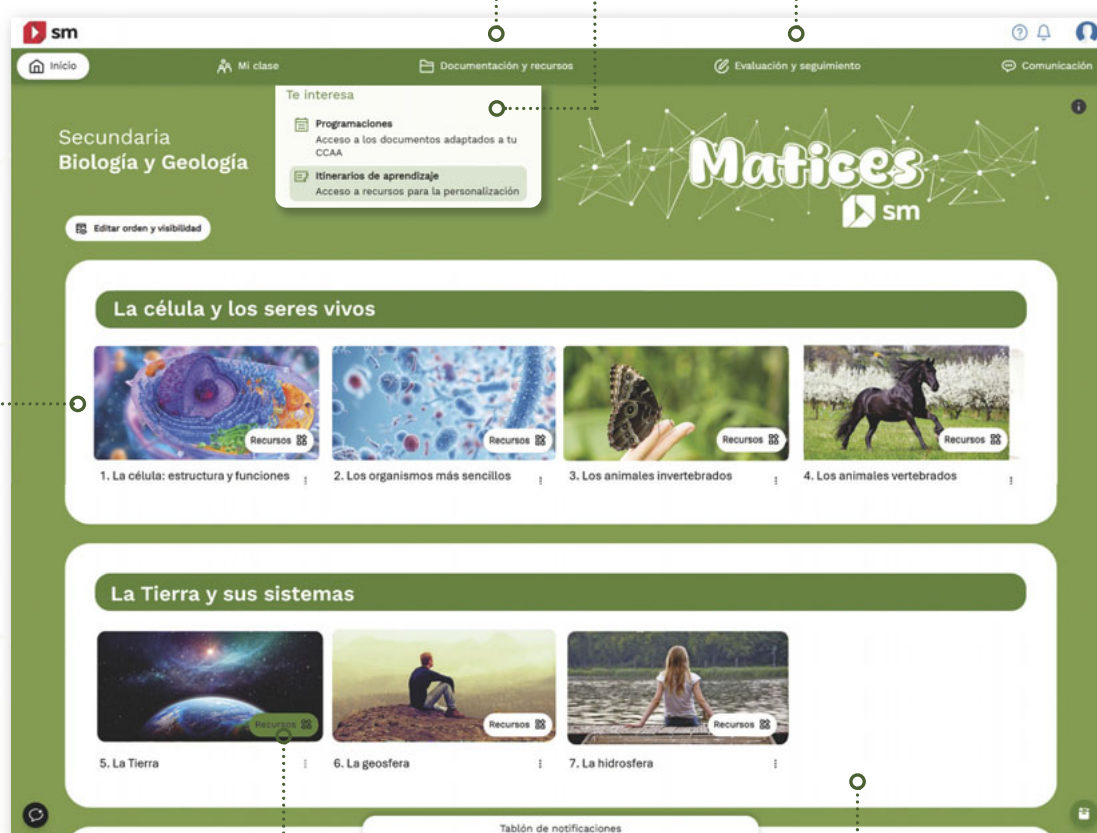 sm
Inicio
Mi clase
Documentación y recursos
Evaluación y seguimiento
Comunicación
Te interesa
Programaciones
Acceso a los documentos adaptados a tu
CCAA
Itinerarios de aprendizaje
Acceso a recursos para la personalización
Secundaria
Biología y Geología
Matices
sm
Editar orden y visibilidad
La célula y los seres vivos
Recursos
Recursos
Recursos
Recursos
1. La célula: estructura y funciones
2. Los organismos más sencillos
3. Los animales invertebrados
4. Los animales vertebrados
La Tierra y sus sistemas
Recursos
Recursos
Recursos
5. La Tierra
6. La geosfera
7. La hidrosfera
Tablón de notificaciones